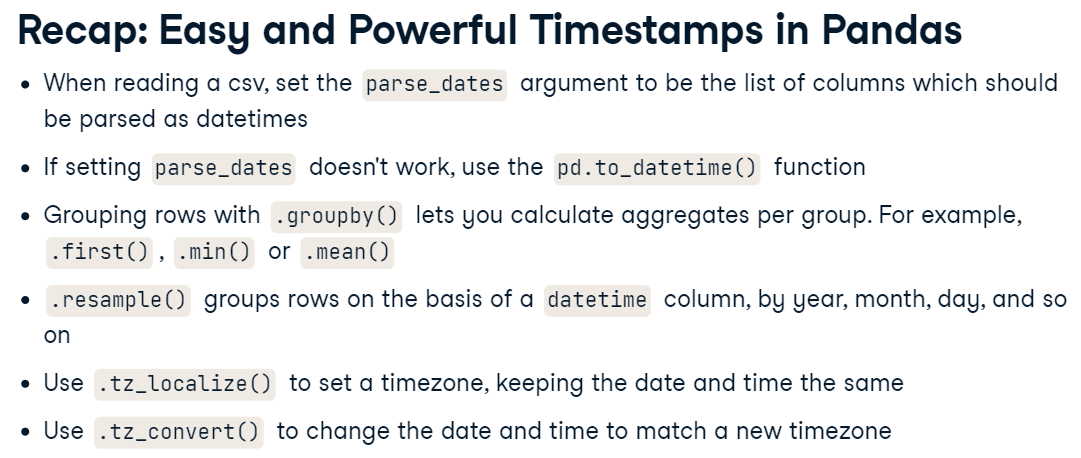 Recap: Easy and Powerful Timestamps in Pandas
• When reading a csv, set the parse_dates argument to be the list of columns which should
be parsed as datetimes
• If setting parse_dates doesn't work, use the pd.to_datetime() function
• Grouping rows with .groupby() lets you calculate aggregates per group. For example,
.first() , .min() or .mean()
• .resample() groups rows on the basis of a datetime column, by year, month, day, and so
on
• Use .tz_localize() to set a timezone, keeping the date and time the same
• Use .tz_convert() to change the date and time to match a new timezone